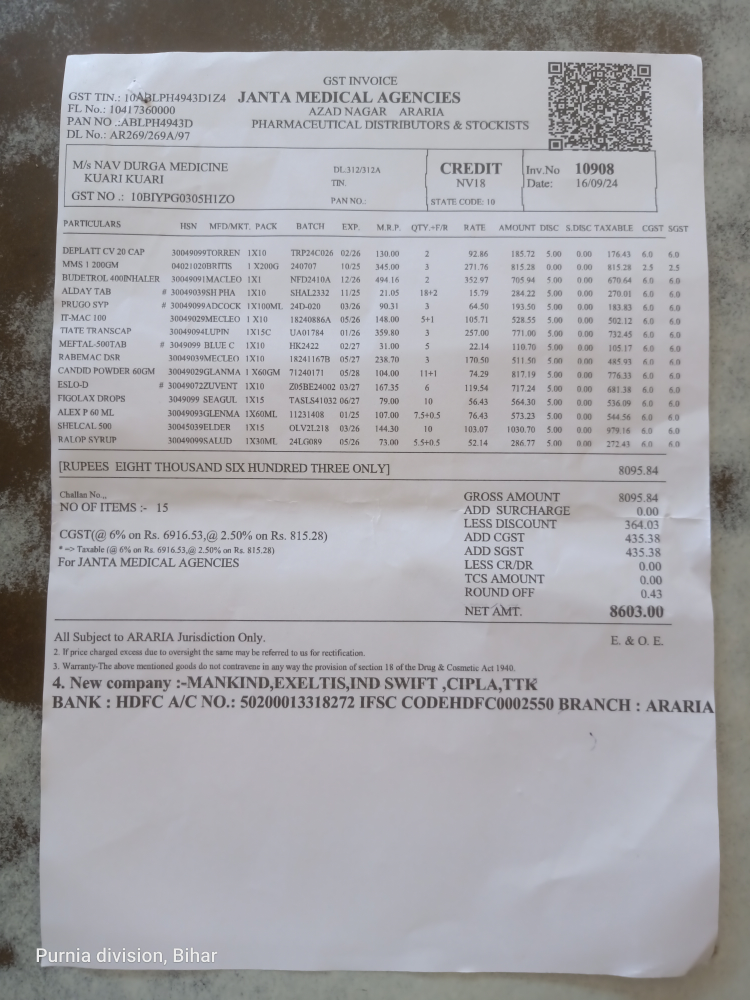 GST INVOICE
GST TIN.: 10ABLPH4943D1Z4 JANTA MEDICAL AGENCIES
FL No.: 10417360000 AZAD NAGAR ARARIA
PAN NO .:ABLPH4943D PHARMACEUTICAL DISTRIBUTORS & STOCKISTS
DL No.: AR269/269A/97
M/s NAV DURGA MEDICINE DL.312/312A CREDIT Inv.No 10908
KUARI KUARI TIN. NV18 Date: 16/09/24
GST NO .: 10BIYPG0305H1ZO PAN NO.: STATE CODE: 10
PARTICULARS HSN MFD/MKT. PACK BATCH EXP. M.R.P. QTY.+F/R RATE AMOUNT DISC S.DISC TAXABLE CGST SGST
DEPLATT CV 20 CAP 30049099TORREN 1X10 TRP24C026 02/26 130.00 2 92.86 185.72 5.00 0.00 176.43 6.0 6.0
MMS 1 200GM 04021020BRITIS 1 X200G 240707 10/25 345.00 3 271.76 815.28 0.00 0.00 815.28 2.5 2.5
BUDETROL 400INHALER 30049091MACLEO 1X1 NFD2410A 12/26 494.16 2 352.97 705.94 5.00 0.00 670.64 6.0 6.0
ALDAY TAB # 30049039SH PHA 1X10 SHAL2332 11/25 21.05 18+2 15.79 284.22 5.00 0.00 270.01 6.0 6.0
PRUGO SYP # 30049099ADCOCK 1X100ML 24D-020 03/26 90.31 3 64.50 193.50 5.00 0.00 183.83 6.0 6.0
IT-MAC 100 30049029MECLEO 1 X10 18240886A 05/26 148.00 5+1 105.71 528.55 5.00 0.00 502.12 6.0 6.0
TIATE TRANSCAP 30049094LUPIN 1X15C UA01784 01/26 359.80 3 257.00 771.00 5.00 0.00 732.45 6.0 6.0
MEFTAL-500TAB # 3049099 BLUE C 1X10 HK2422 02/27 31.00 5 22.14 110.70 5.00 0.00 105.17 6.0 6.0
RABEMAC DSR 30049039MECLEO 1X10 18241167B 05/27 238.70 3 170.50 511.50 5.00 0.00 485.93 6.0 6.0
CANDID POWDER 60GM 30049029GLANMA 1 X60GM 71240171 05/28 104.00 11+1 74.29 817.19 5.00 0.00 776.33 6.0 6.0
ESLO-D # 30049072ZUVENT 1X10 Z05BE24002 03/27 167.35 6 119.54 717.24 5.00 0.00 681.38 6.0 6.0
FIGOLAX DROPS 3049099 SEAGUL 1X15 TASLS41032 06/27 79.00 10 56.43 564.30 5.00 0.00 536.09 6.0 6.0
ALEX P 60 ML 30049093GLENMA 1X60ML 11231408 01/25 107.00 7.5+0.5 76.43 573.23 5.00 0.00 544.56 6.0 6.0
SHELCAL 500 30045039ELDER 1X15 OLV2L218 03/26 144.30 10 103.07 1030.70 5.00 0.00 979.16 6.0 6.0
RALOP SYRUP 30049099SALUD 1X30ML 24LG089 05/26 73.00 5.5+0.5 52.14 286.77 5.00 0.00 272.43 6.0 6.0
[RUPEES EIGHT THOUSAND SIX HUNDRED THREE ONLY] 8095.84
Challan No.,,
NO OF ITEMS :- 15
GROSS AMOUNT 8095.84
ADD SURCHARGE 0.00
LESS DISCOUNT 364.03
CGST(@ 6% on Rs. 6916.53,@ 2.50% on Rs. 815.28) ADD CGST 435.38
* => Taxable (@ 6% on Rs. 6916.53,@ 2.50% on Rs. 815.28) ADD SGST 435.38
For JANTA MEDICAL AGENCIES LESS CR/DR 0.00
TCS AMOUNT 0.00
ROUND OFF 0.43
NET AMT. 8603.00
All Subject to ARARIA Jurisdiction Only. E. & O. E.
2. If price charged excess due to oversight the same may be referred to us for rectification.
3. Warranty-The above mentioned goods do not contravene in any way the provision of section 18 of the Drug & Cosmetic Act 1940.
4. New company :-MANKIND,EXELTIS,IND SWIFT ,CIPLA,TTK
BANK : HDFC A/C NO.: 50200013318272 IFSC CODEHDFC0002550 BRANCH : ARARIA
Purnia division, Bihar